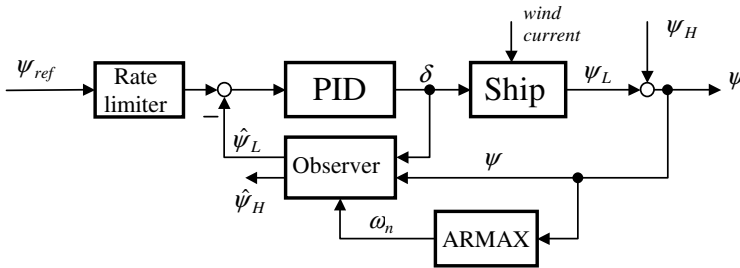 wind
current
ψ_H
ψ_ref
Rate
limiter
PID
δ
Ship
ψ_L
ψ
−
ψ̂_L
Observer
ψ
ψ̂_H
ω_n
ARMAX